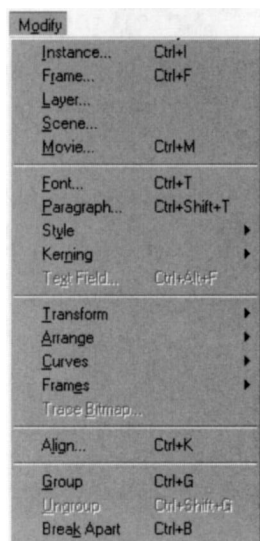 Modify
Instance... Ctrl+I
Frame... Ctrl+F
Layer...
Scene...
Movie... Ctrl+M
Font... Ctrl+T
Paragraph... Ctrl+Shift+T
Style
Kerning
Text Field... Ctrl+Alt+F
Transform
Arrange
Curves
Frames
Trace Bitmap...
Align... Ctrl+K
Group Ctrl+G
Ungroup Ctrl+Shift+G
Break Apart Ctrl+B